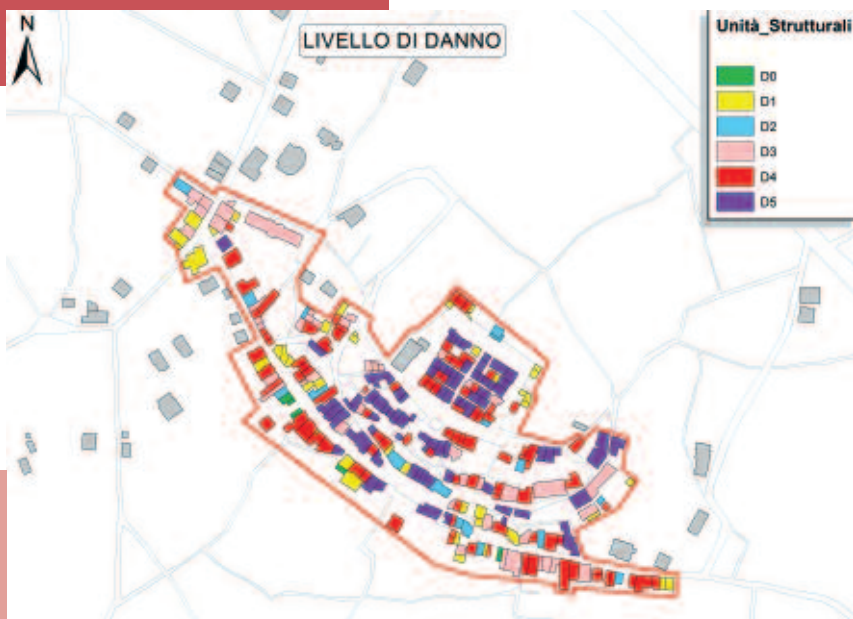 N
LIVELLO DI DANNO
Unità_Strutturali
D0
D1
D2
D3
D4
D5